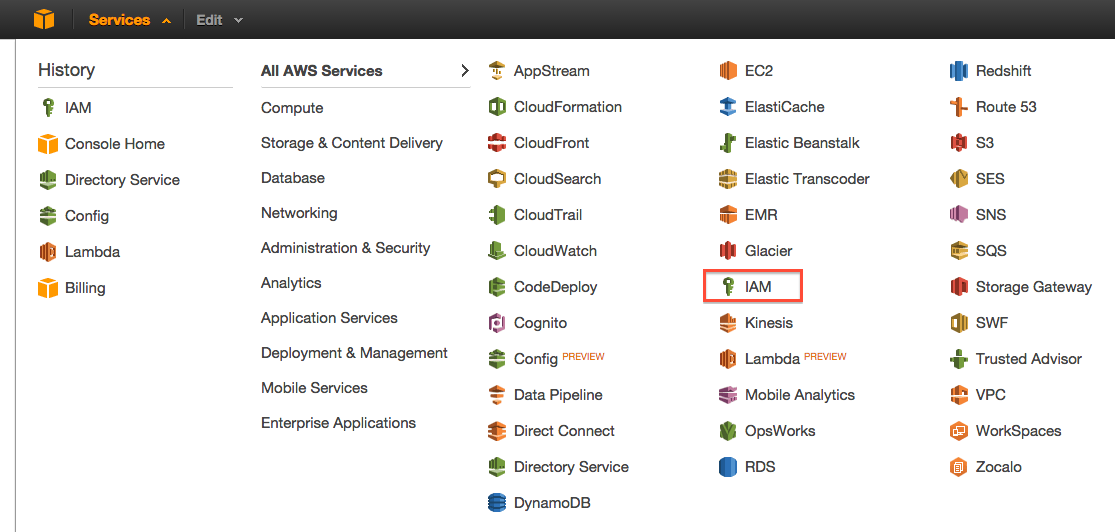 Services Edit
History
IAM
Console Home
Directory Service
Config
Lambda
Billing
All AWS Services
Compute
Storage & Content Delivery
Database
Networking
Administration & Security
Analytics
Application Services
Deployment & Management
Mobile Services
Enterprise Applications
AppStream
CloudFormation
CloudFront
CloudSearch
CloudTrail
CloudWatch
CodeDeploy
Cognito
Config PREVIEW
Data Pipeline
Direct Connect
Directory Service
DynamoDB
EC2
ElastiCache
Elastic Beanstalk
Elastic Transcoder
EMR
Glacier
IAM
Kinesis
Lambda PREVIEW
Mobile Analytics
OpsWorks
RDS
Redshift
Route 53
S3
SES
SNS
SQS
Storage Gateway
SWF
Trusted Advisor
VPC
WorkSpaces
Zocalo